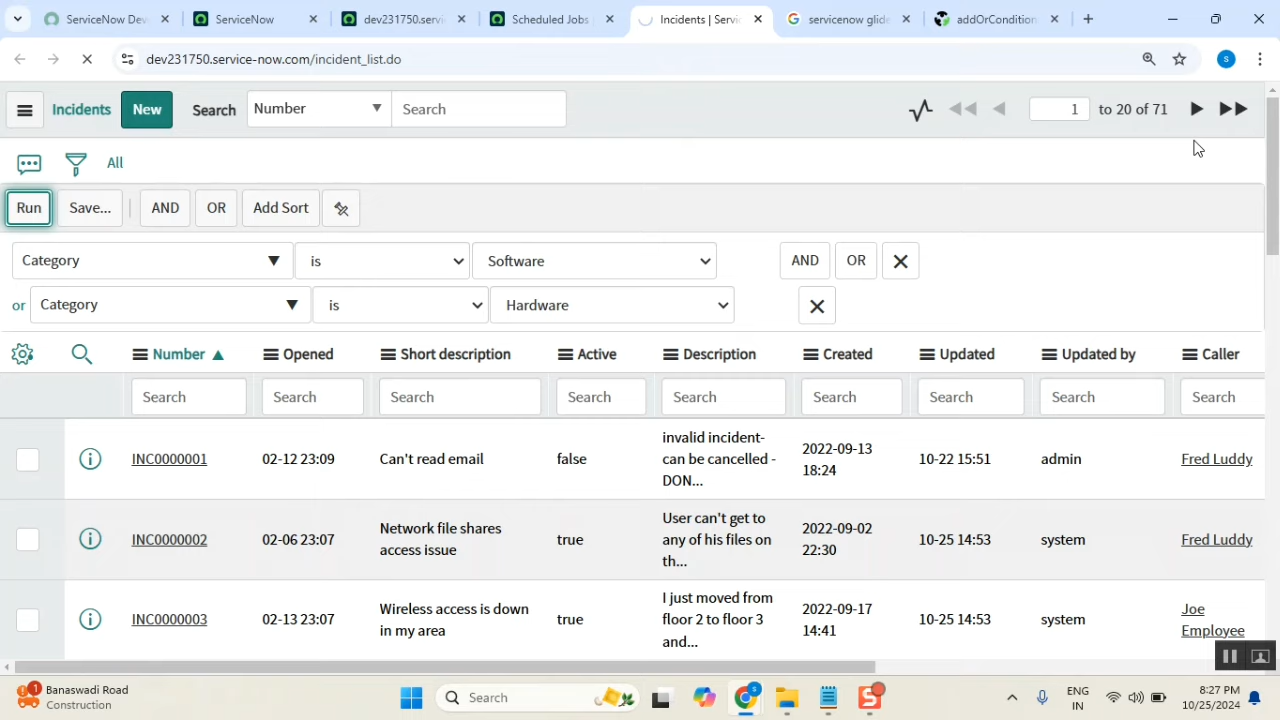 ServiceNow Dev
ServiceNow
dev231750.servi
Scheduled Jobs
Incidents | Servi
servicenow glide
addOrCondition
dev231750.service-now.com/incident_list.do
Incidents New Search Number Search 1 to 20 of 71
All
Run Save... AND OR Add Sort
Category is Software AND OR
or Category is Hardware
Number Opened Short description Active Description Created Updated Updated by Caller
Search Search Search Search Search Search Search Search Search
INC0000001 02-12 23:09 Can't read email false invalid incident- can be cancelled - DON... 2022-09-13 18:24 10-22 15:51 admin Fred Luddy
INC0000002 02-06 23:07 Network file shares access issue true User can't get to any of his files on th... 2022-09-02 22:30 10-25 14:53 system Fred Luddy
INC0000003 02-13 23:07 Wireless access is down in my area true I just moved from floor 2 to floor 3 and... 2022-09-17 14:41 10-25 14:53 system Joe Employee
1 Banaswadi Road
Construction
Search
ENG
IN
8:27 PM
10/25/2024